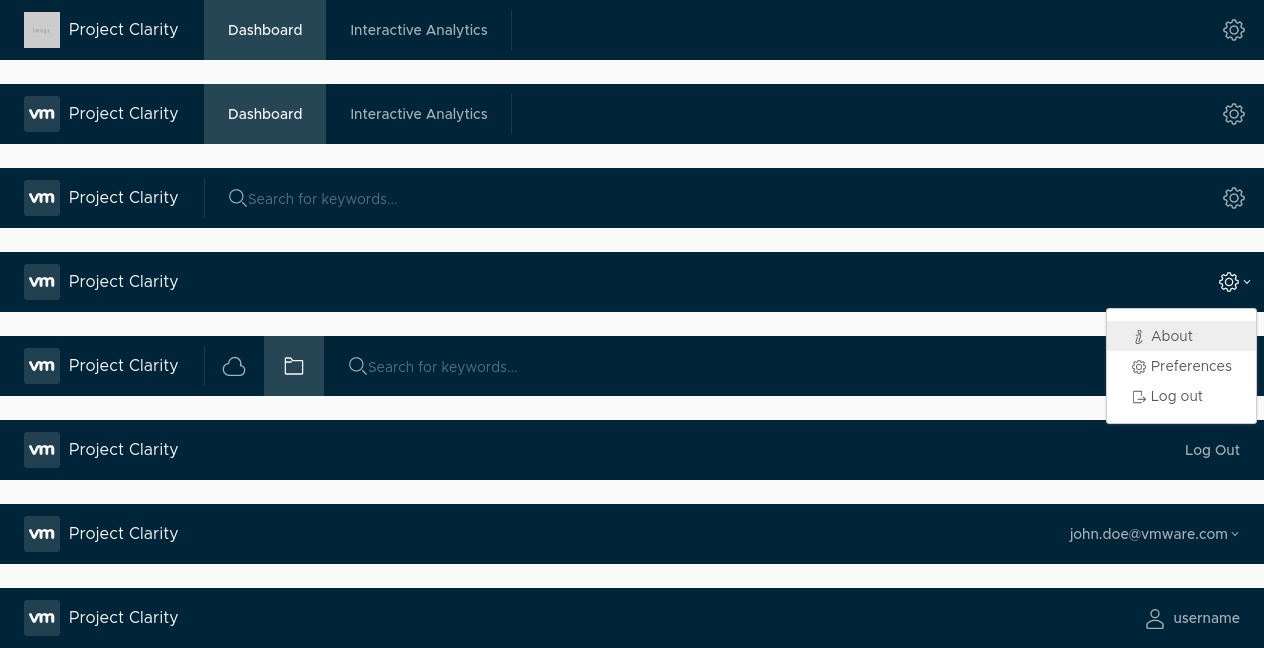 Image Project Clarity Dashboard Interactive Analytics
vm Project Clarity Dashboard Interactive Analytics
vm Project Clarity Search for keywords...
vm Project Clarity
About
vm Project Clarity Search for keywords... Preferences
Log out
vm Project Clarity Log Out
vm Project Clarity john.doe@vmware.com
vm Project Clarity username